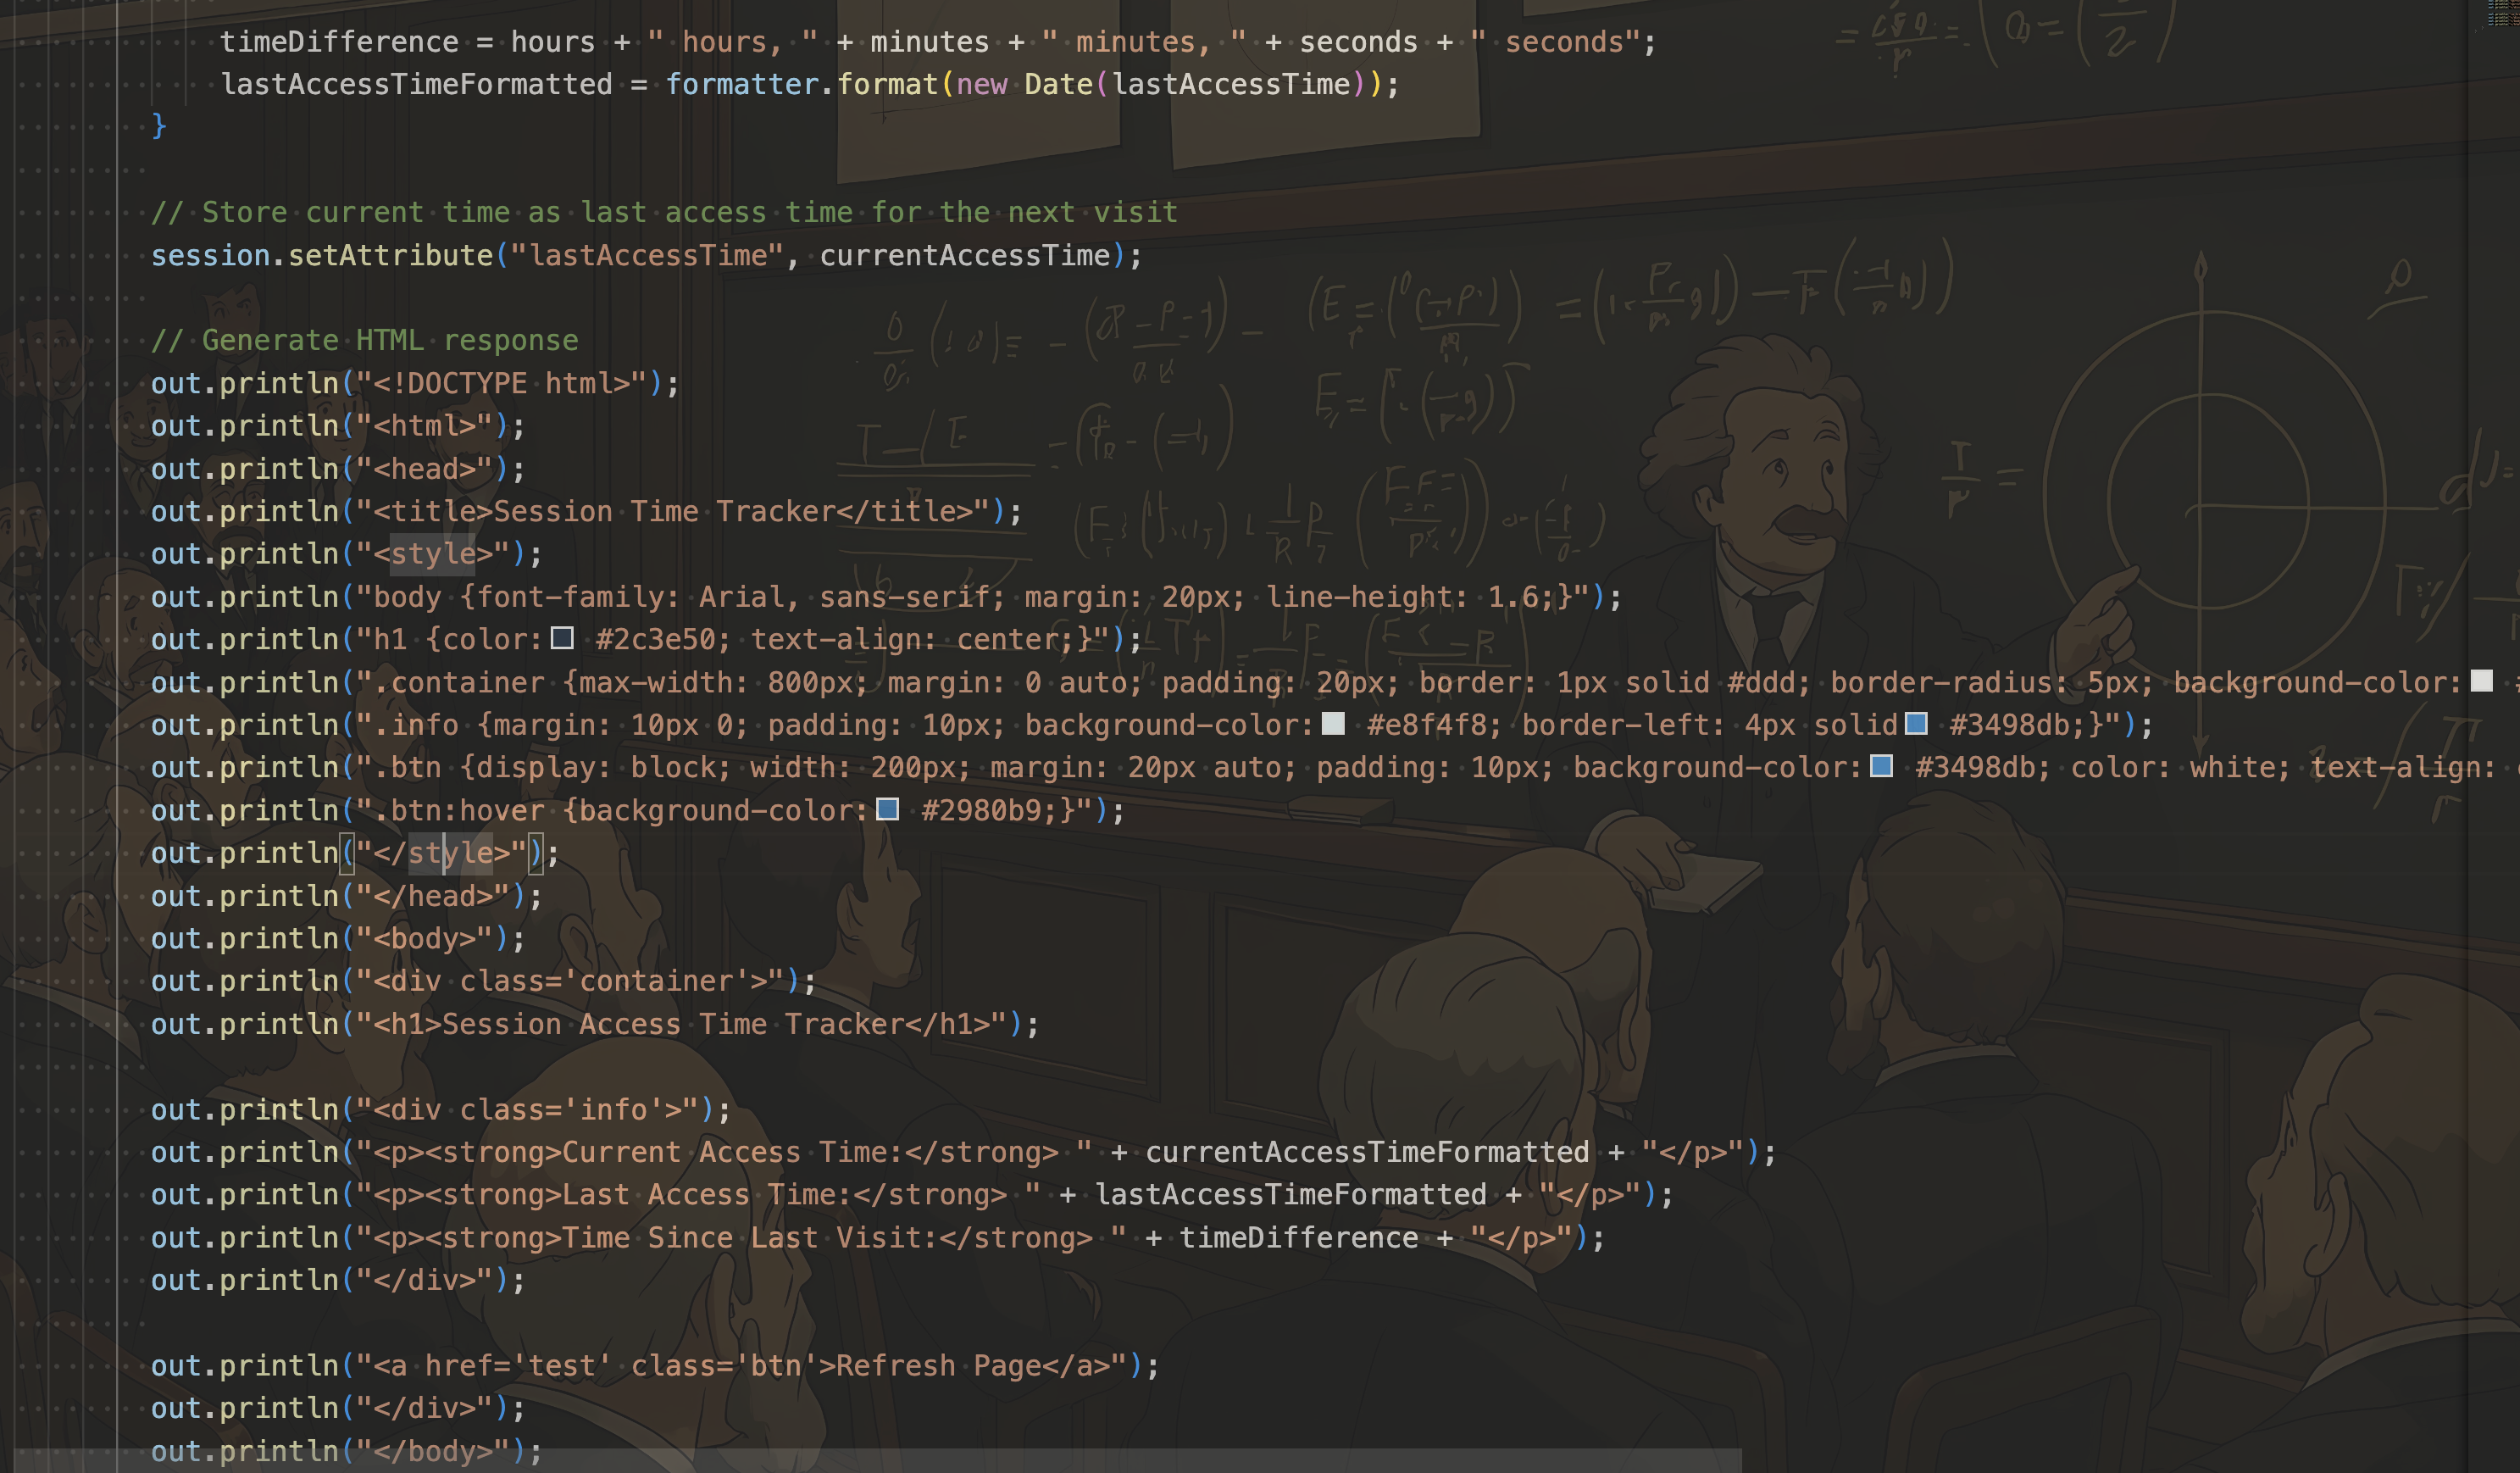 timeDifference = hours + " hours, " + minutes + " minutes, " + seconds + " seconds";
lastAccessTimeFormatted = formatter.format(new Date(lastAccessTime));
}
// Store current time as last access time for the next visit
session.setAttribute("lastAccessTime", currentAccessTime);
// Generate HTML response
out.println("<!DOCTYPE html>");
out.println("<html>");
out.println("<head>");
out.println("<title>Session Time Tracker</title>");
out.println("<style>");
out.println("body {font-family: Arial, sans-serif; margin: 20px; line-height: 1.6;}");
out.println("h1 {color: #2c3e50; text-align: center;}");
out.println(".container {max-width: 800px; margin: 0 auto; padding: 20px; border: 1px solid #ddd; border-radius: 5px; background-color: #
out.println(".info {margin: 10px 0; padding: 10px; background-color: #e8f4f8; border-left: 4px solid #3498db;}");
out.println(".btn {display: block; width: 200px; margin: 20px auto; padding: 10px; background-color: #3498db; color: white; text-align:
out.println(".btn:hover {background-color: #2980b9;}");
out.println("</style>");
out.println("</head>");
out.println("<body>");
out.println("<div class='container'>");
out.println("<h1>Session Access Time Tracker</h1>");
out.println("<div class='info'>");
out.println("<p><strong>Current Access Time:</strong> " + currentAccessTimeFormatted + "</p>");
out.println("<p><strong>Last Access Time:</strong> " + lastAccessTimeFormatted + "</p>");
out.println("<p><strong>Time Since Last Visit:</strong> " + timeDifference + "</p>");
out.println("</div>");
out.println("<a href='test' class='btn'>Refresh Page</a>");
out.println("</div>");
out.println("</body>");